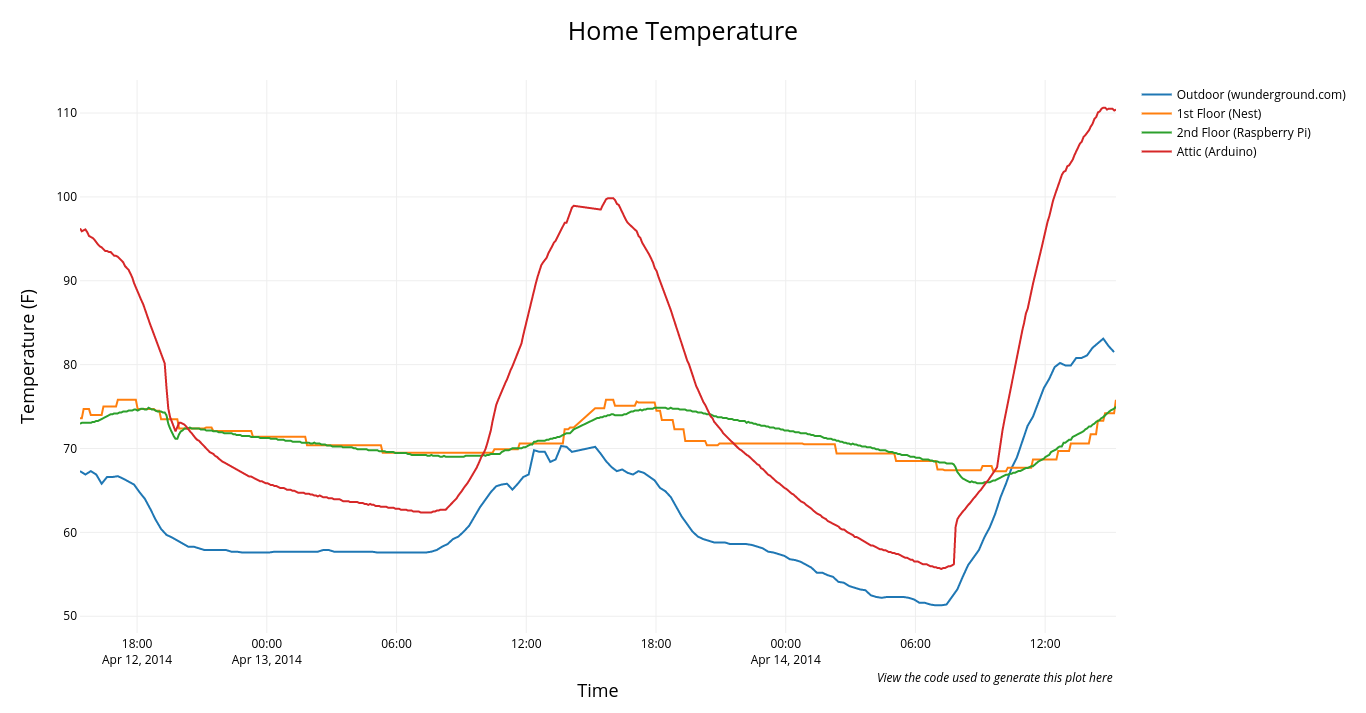 Home Temperature
Outdoor (wunderground.com)
1st Floor (Nest)
2nd Floor (Raspberry Pi)
Attic (Arduino)
Temperature (F)
110
100
90
80
70
60
50
18:00 00:00 06:00 12:00 18:00 00:00 06:00 12:00
Apr 12, 2014 Apr 13, 2014 Apr 14, 2014
View the code used to generate this plot here
Time